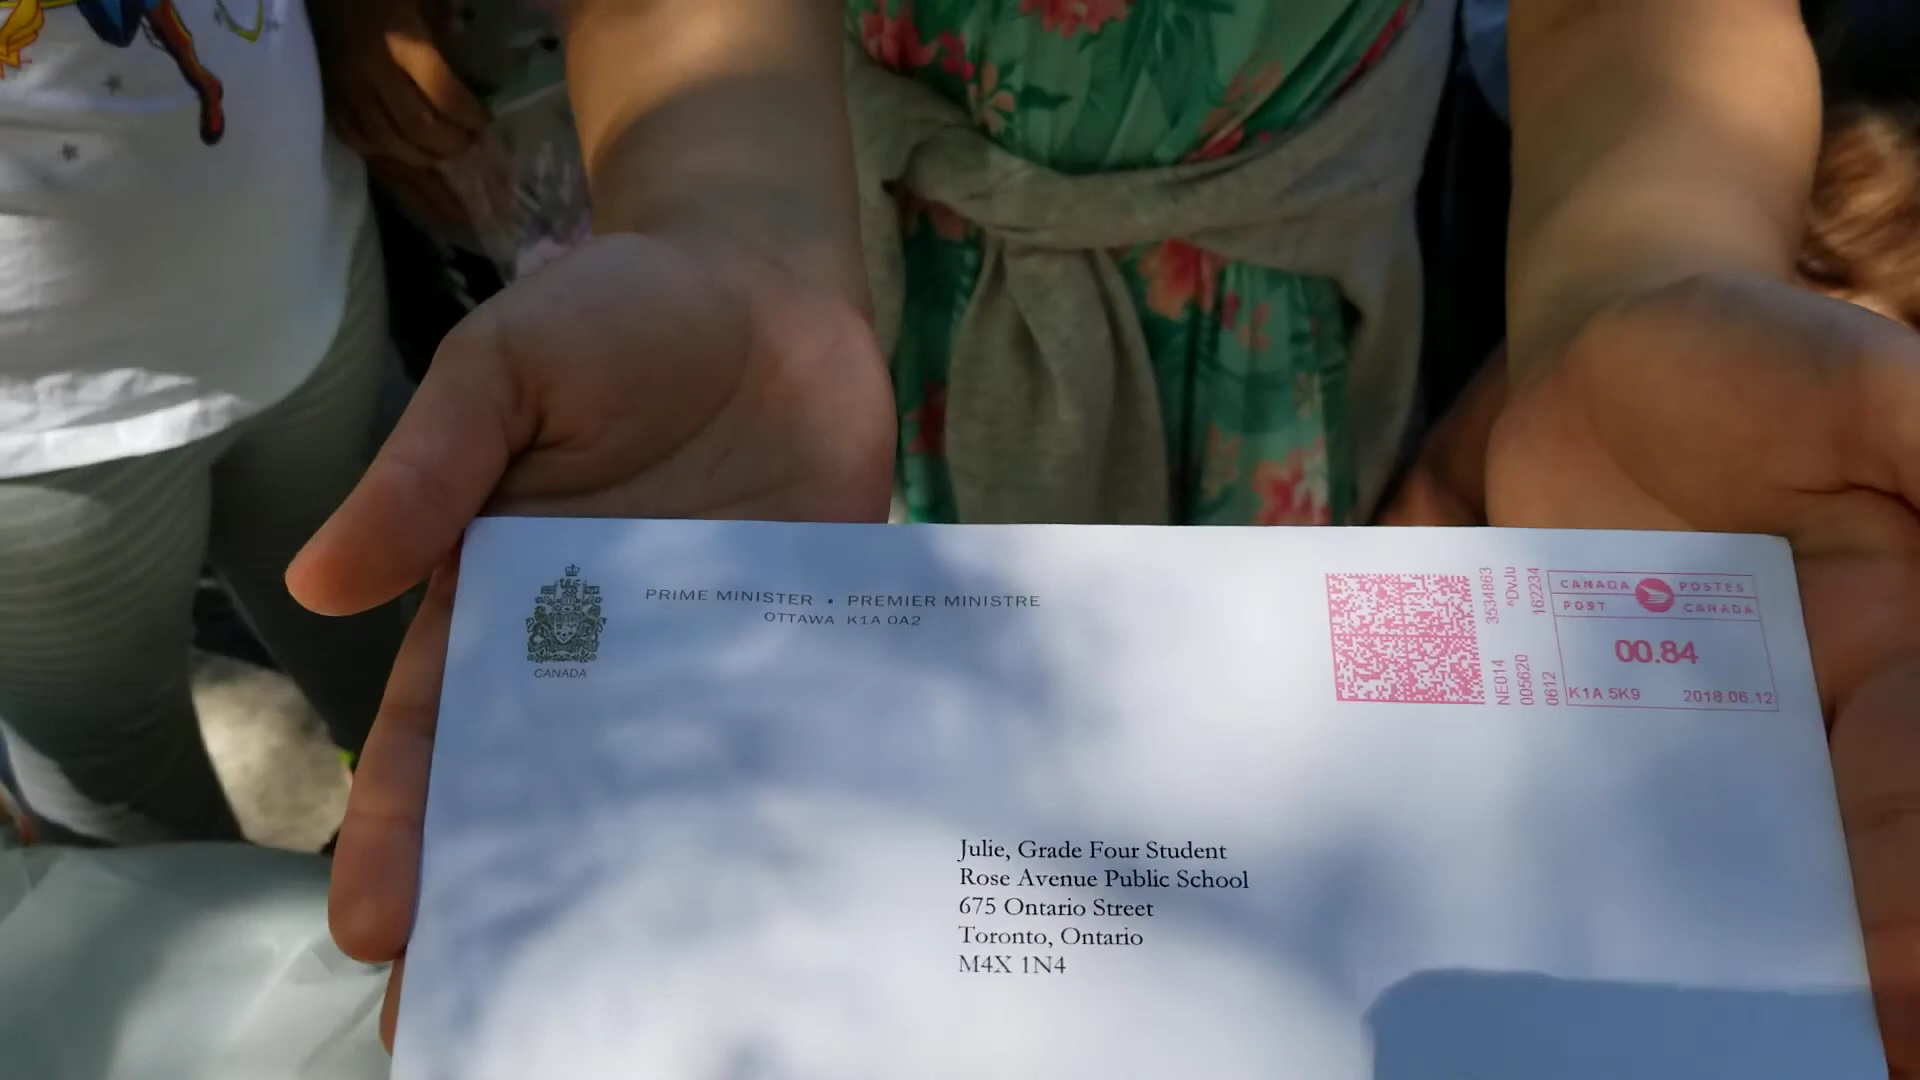 PRIME MINISTER • PREMIER MINISTRE
OTTAWA K1A 0A2
CANADA
3534863
^DvJu
162234
NE014
005620
0612
CANADA POSTES
POST CANADA
00.84
K1A 5K9 2018.06.12
Julie, Grade Four Student
Rose Avenue Public School
675 Ontario Street
Toronto, Ontario
M4X 1N4